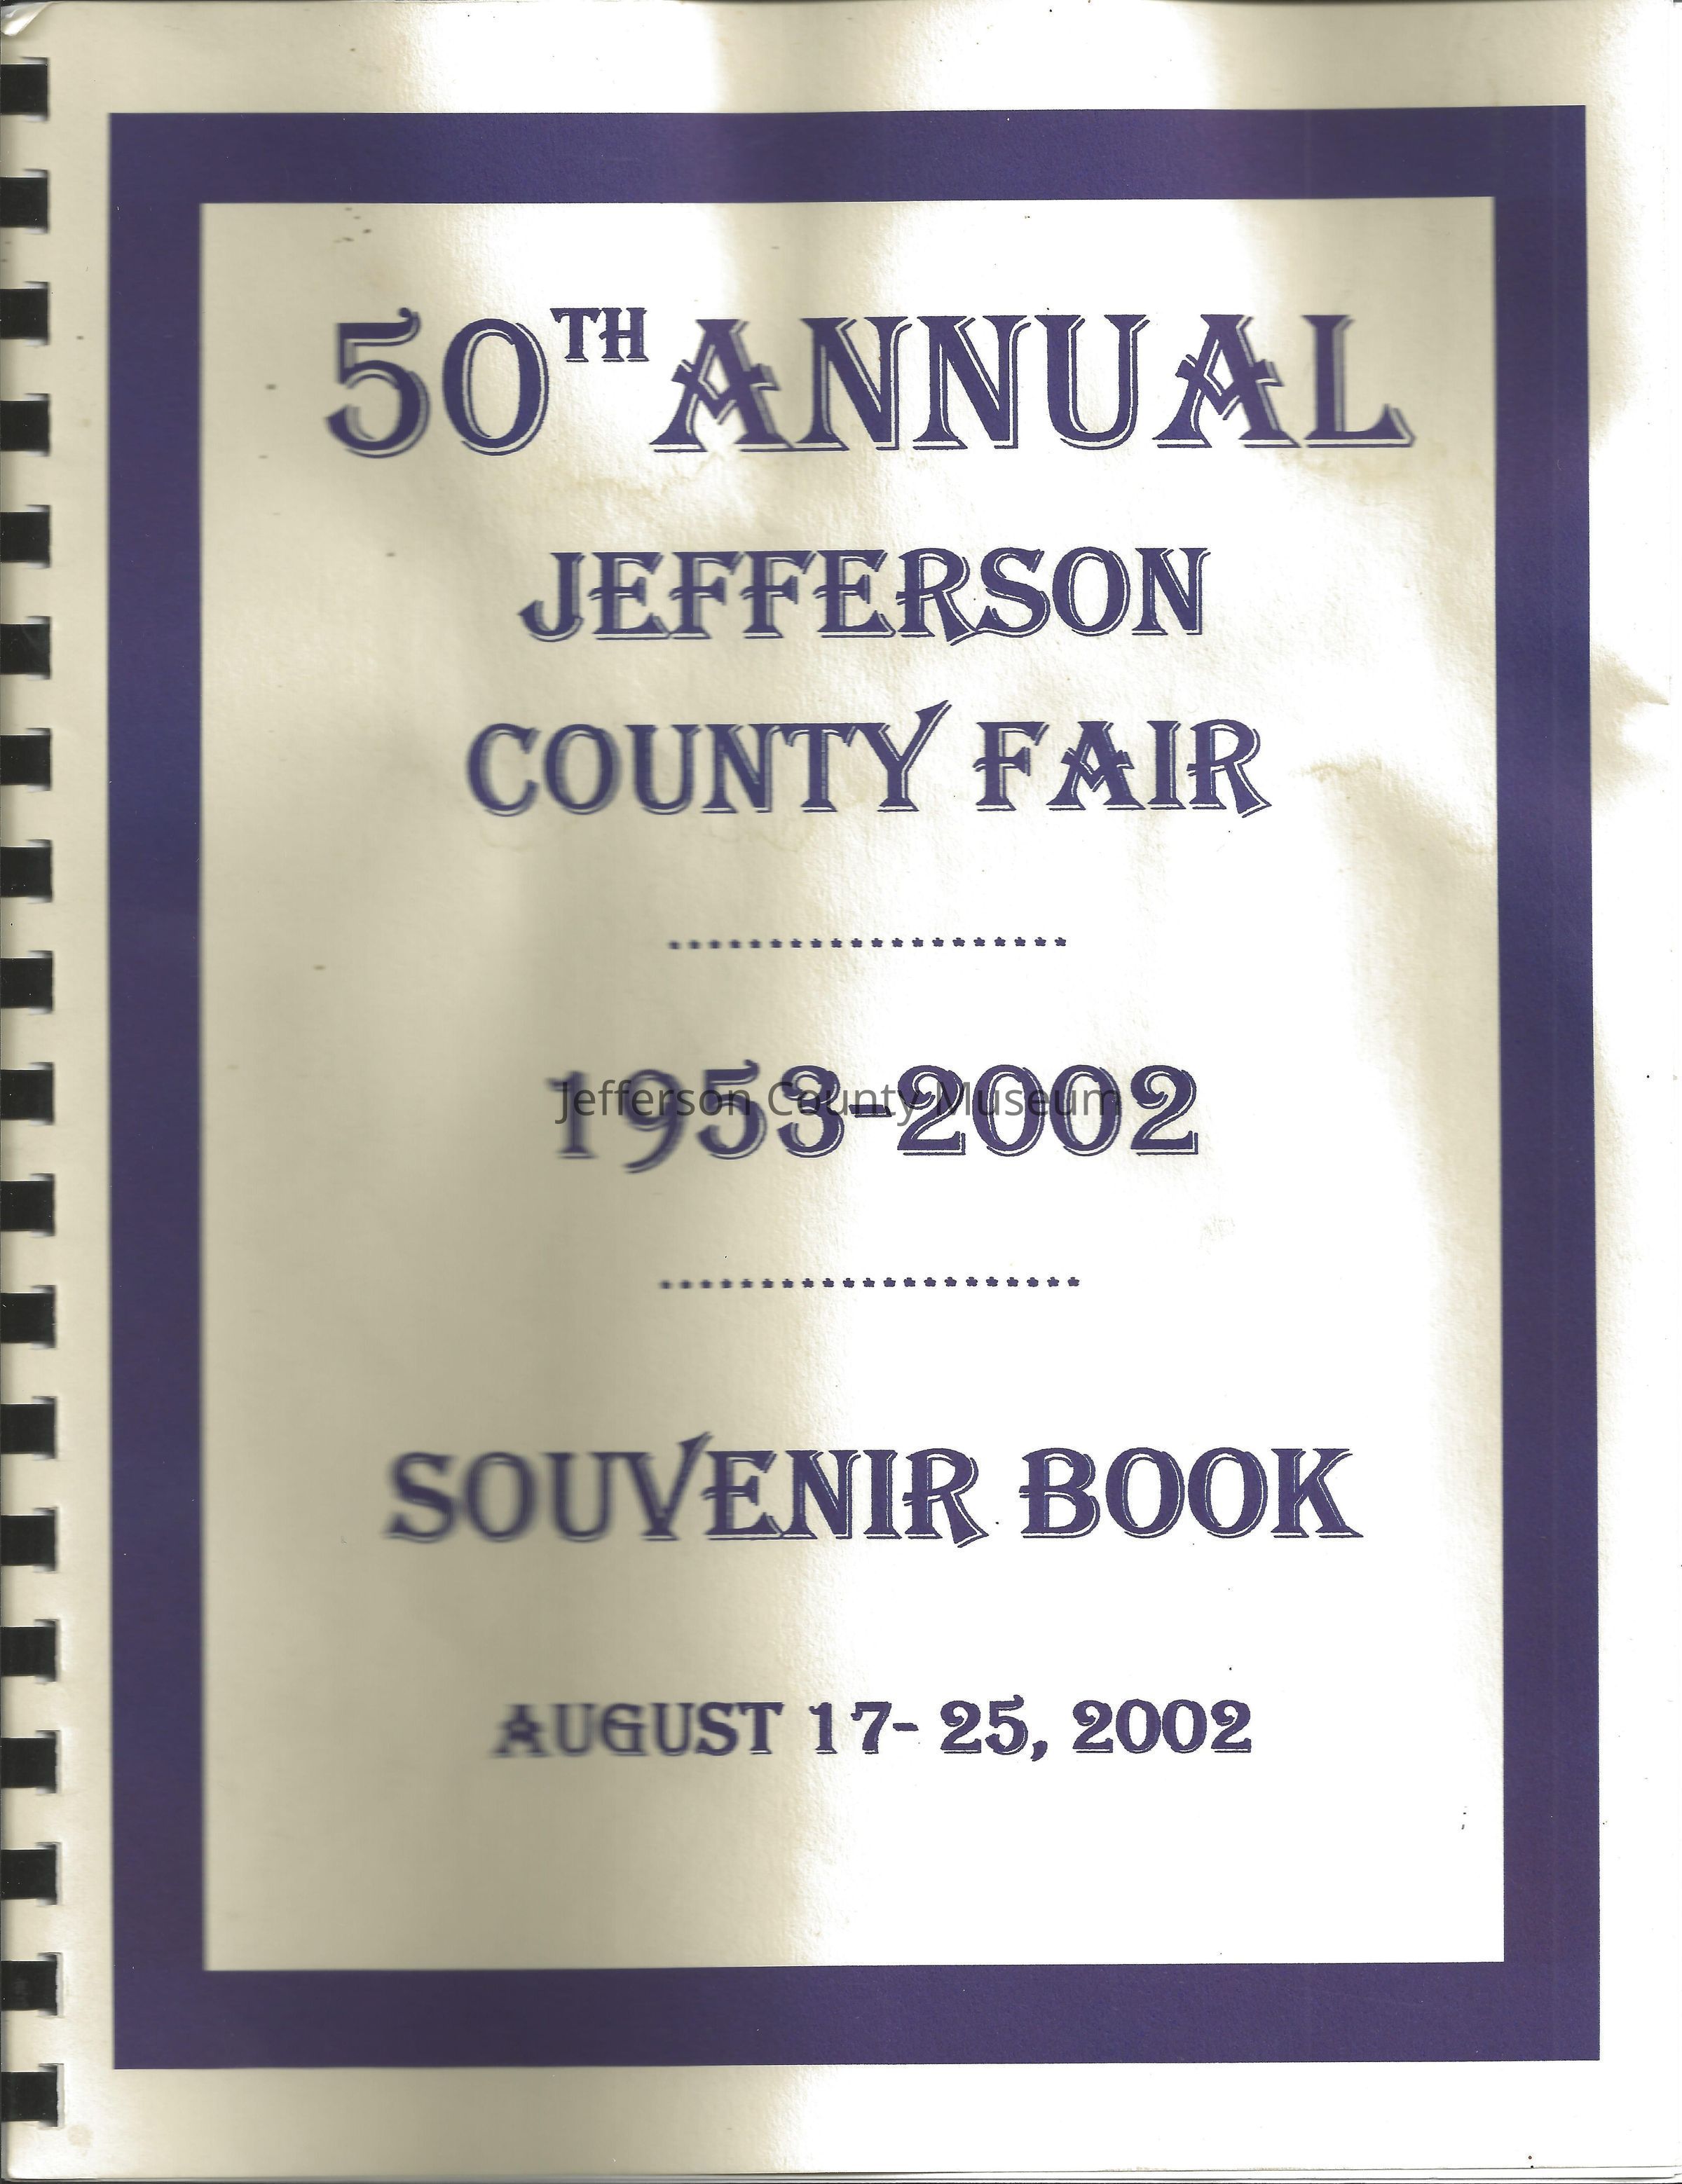 50TH ANNUAL
JEFFERSON
COUNTY FAIR
********************
1953-2002
Jefferson County Museum
*********************
SOUVENIR BOOK
AUGUST 17- 25, 2002